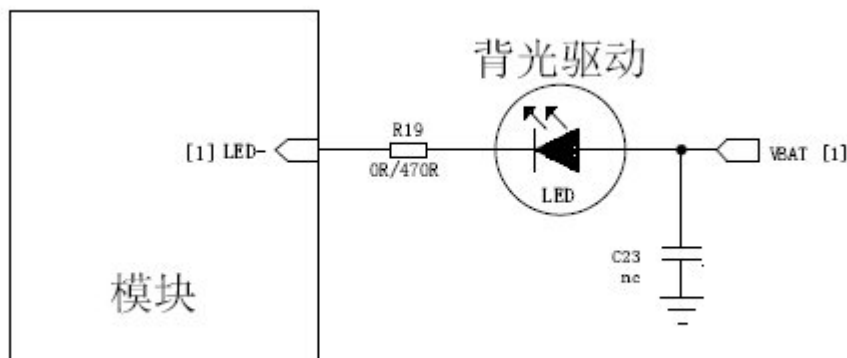 背光驱动
R19
[1] LED-
0R/470R
VBAT [1]
LED
C23
nc
模块